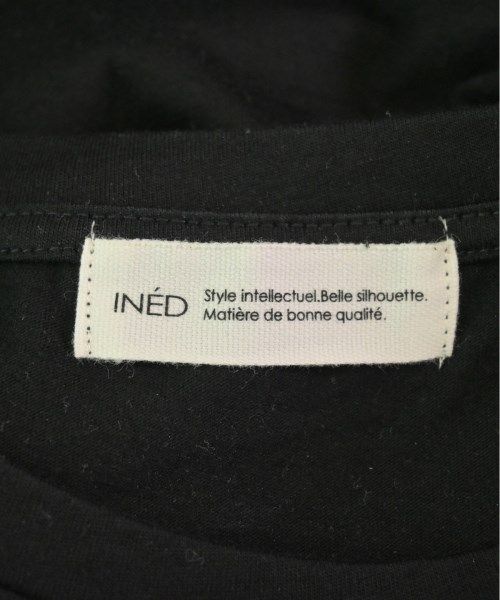 INÉD
Style intellectuel.Belle silhouette.
Matière de bonne qualité.